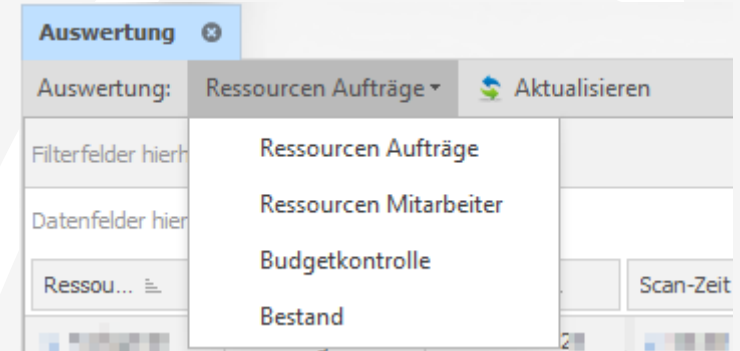 Auswertung
Auswertung: Ressourcen Aufträge Aktualisieren
Filterfelder hierh
Ressourcen Aufträge
Datenfelder hier
Ressourcen Mitarbeiter
Budgetkontrolle
Ressou... Scan-Zeit
Bestand